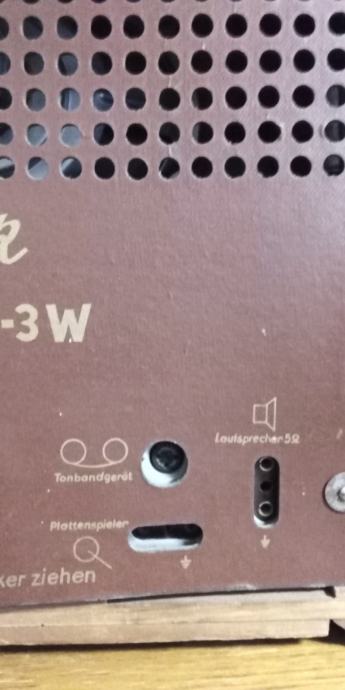 -3W
Lautsprecher 5Ω
Tonbandgerät
Plattenspieler
ker ziehen